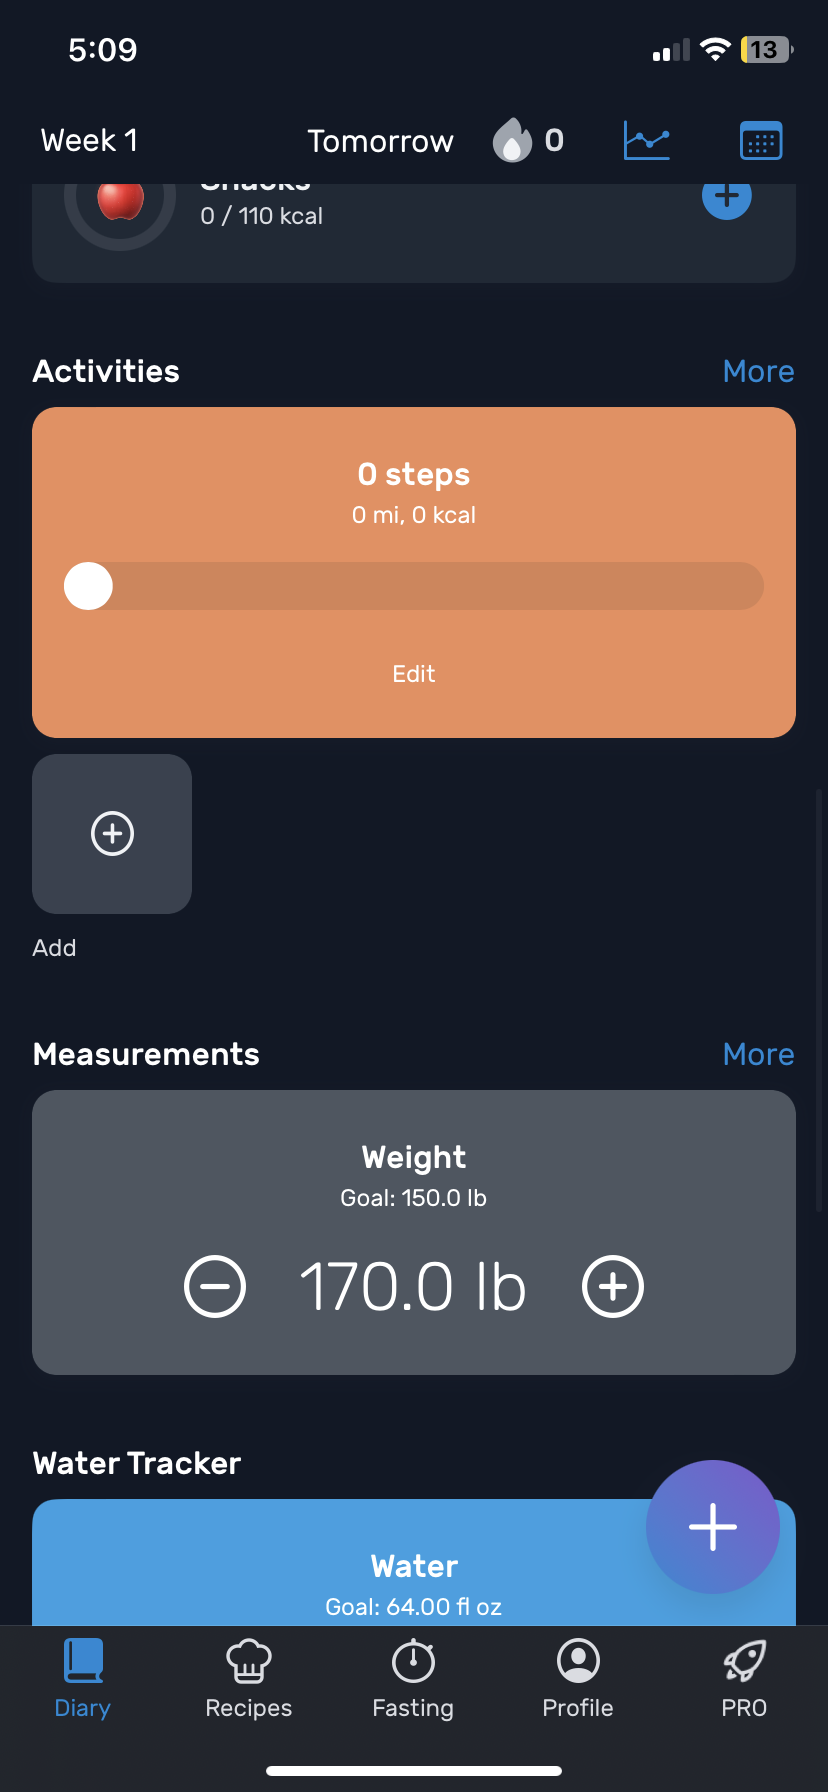 5:09
13
Week 1
Tomorrow
0
Snacks
0 / 110 kcal
Activities
More
0 steps
0 mi, 0 kcal
Edit
Add
Measurements
More
Weight
Goal: 150.0 lb
170.0 lb
Water Tracker
Water
Goal: 64.00 fl oz
Diary
Recipes
Fasting
Profile
PRO